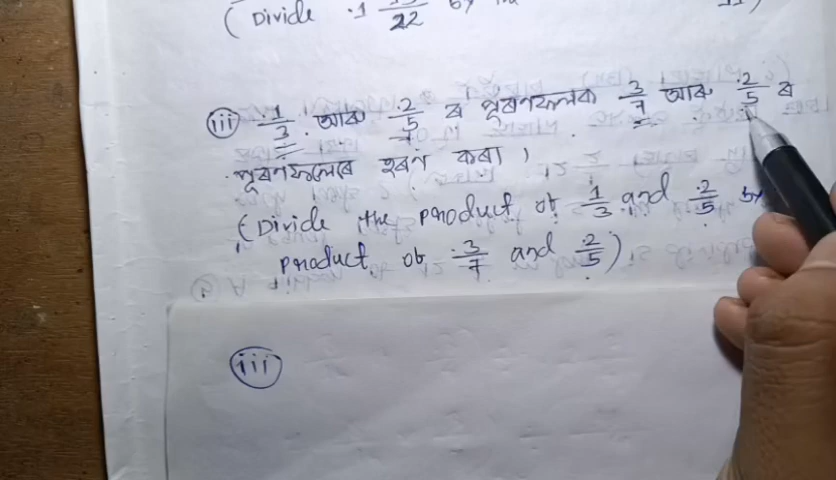 (Divide 1 22 by
(iii) 1/3 আৰু 2/5 ৰ পূৰণফলক 3/7 আৰু 2/5 ৰ
পূৰণফলেৰে হৰণ কৰা ।
(Divide the product of 1/3 and 2/5 by
product of 3/7 and 2/5)
(iii)